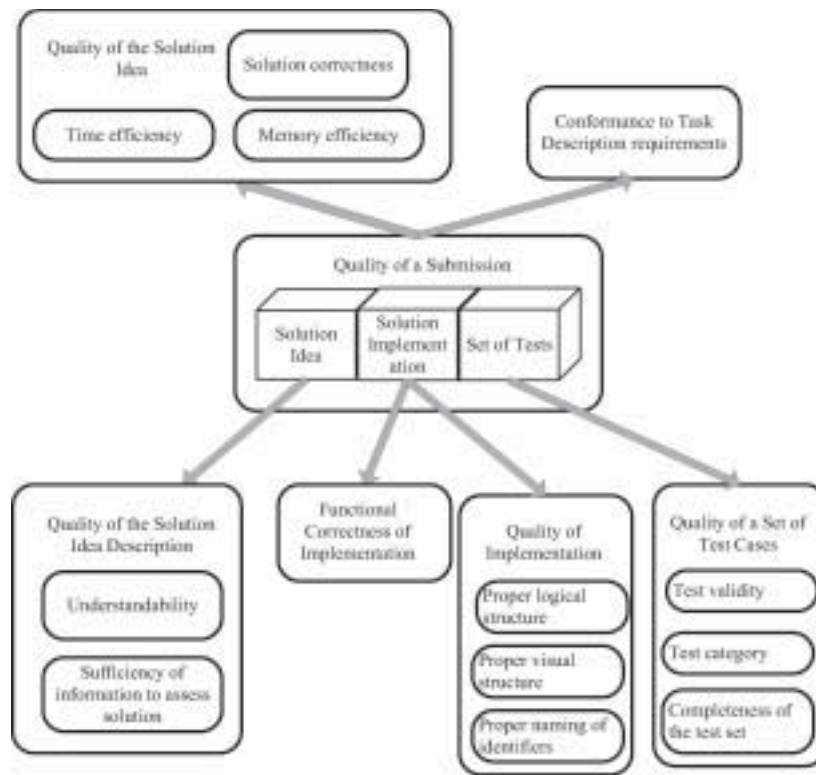 Quality of the Solution
Idea
Solution correctness
Time efficiency
Memory efficiency
Conformance to Task
Description requirements
Quality of a Submission
Solution
Idea
Solution
Implement
ation
Set of Tests
Quality of the Solution
Idea Description
Understandability
Sufficiency of
information to assess
solution
Functional
Correctness of
Implementation
Quality of
Implementation
Proper logical
structure
Proper visual
structure
Proper naming of
identifiers
Quality of a Set of
Test Cases
Test validity
Test category
Completeness of
the test set